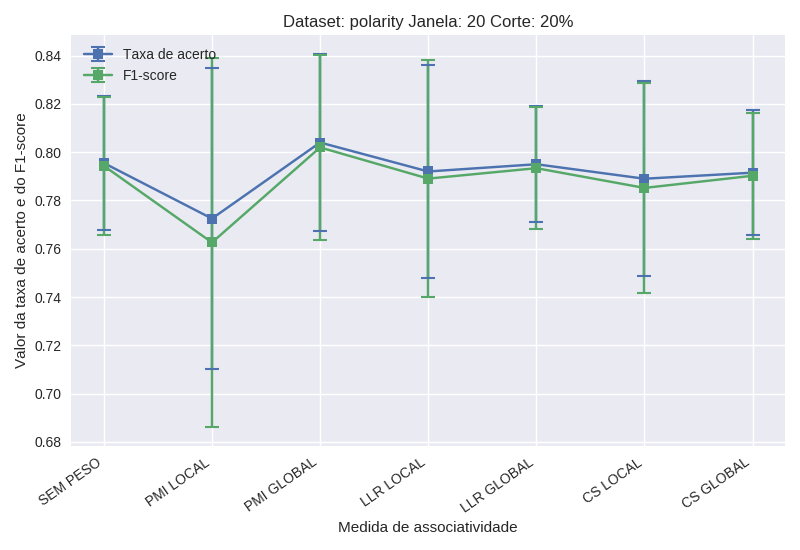 Dataset: polarity Janela: 20 Corte: 20%
Taxa de acerto
F1-score
Valor da taxa de acerto e do F1-score
0.84
0.82
0.80
0.78
0.76
0.74
0.72
0.70
0.68
SEM PESO
PMI LOCAL
PMI GLOBAL
LLR LOCAL
LLR GLOBAL
CS LOCAL
CS GLOBAL
Medida de associatividade